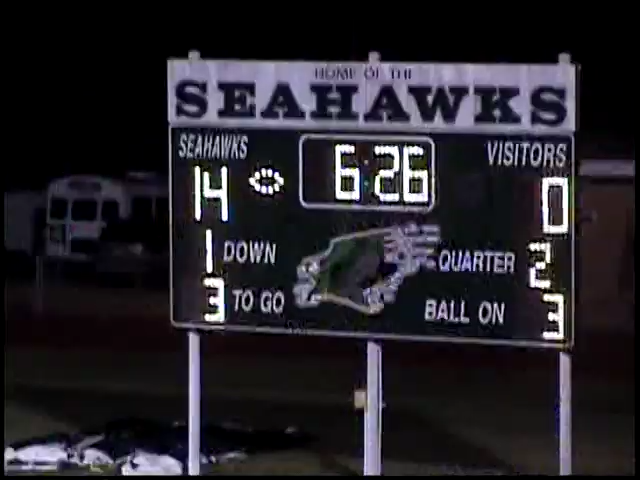 HOME OF THE
SEAHAWKS
SEAHAWKS 6:26 VISITORS
14 0
1 DOWN QUARTER 2
3 TO GO BALL ON 3